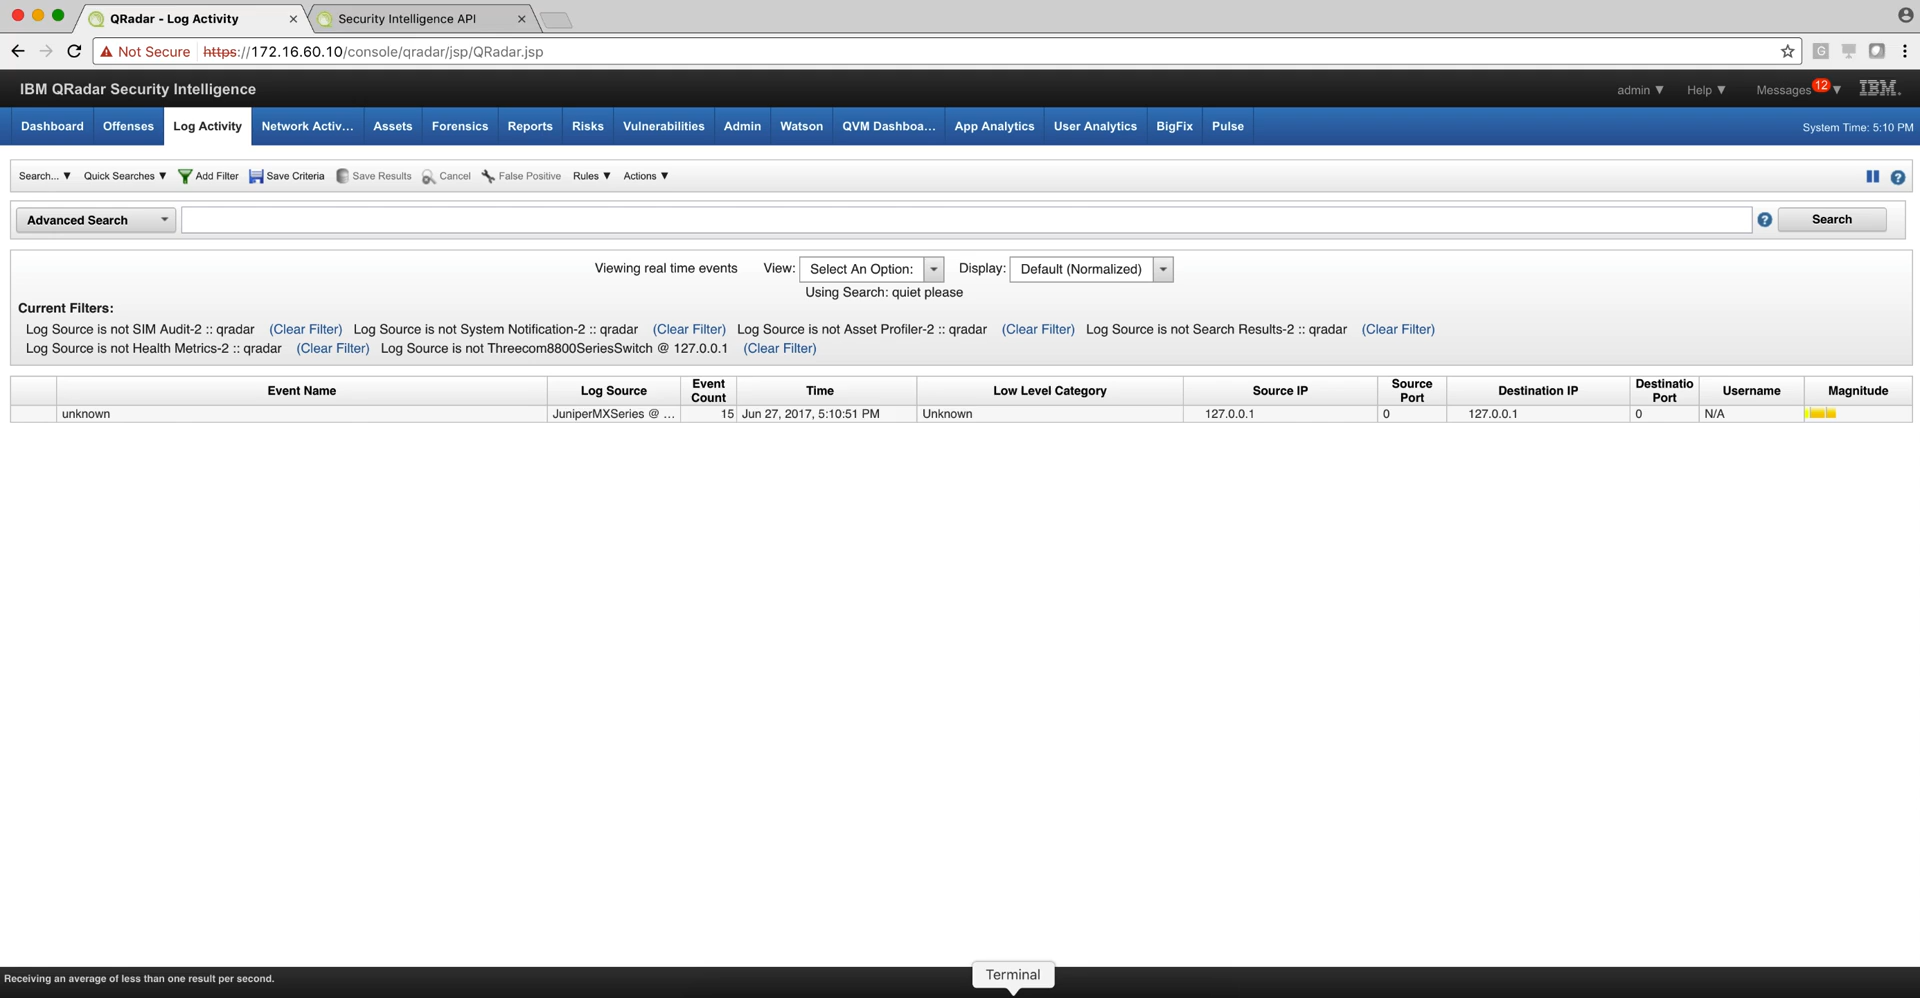 QRadar - Log Activity
Security Intelligence API
Not Secure https://172.16.60.10/console/qradar/jsp/QRadar.jsp
IBM QRadar Security Intelligence
admin ▼ Help ▼ Messages 12 ▼ IBM.
Dashboard Offenses Log Activity Network Activ... Assets Forensics Reports Risks Vulnerabilities Admin Watson QVM Dashboa... App Analytics User Analytics BigFix Pulse System Time: 5:10 PM
Search... ▼ Quick Searches ▼ Add Filter Save Criteria Save Results Cancel False Positive Rules ▼ Actions ▼
Advanced Search Search
Viewing real time events View: Select An Option: Display: Default (Normalized)
Using Search: quiet please
Current Filters:
Log Source is not SIM Audit-2 :: qradar (Clear Filter) Log Source is not System Notification-2 :: qradar (Clear Filter) Log Source is not Asset Profiler-2 :: qradar (Clear Filter) Log Source is not Search Results-2 :: qradar (Clear Filter)
Log Source is not Health Metrics-2 :: qradar (Clear Filter) Log Source is not Threecom8800SeriesSwitch @ 127.0.0.1 (Clear Filter)
Event Name Log Source Event Count Time Low Level Category Source IP Source Port Destination IP Destinatio Port Username Magnitude
unknown JuniperMXSeries @ ... 15 Jun 27, 2017, 5:10:51 PM Unknown 127.0.0.1 0 127.0.0.1 0 N/A
Receiving an average of less than one result per second.
Terminal